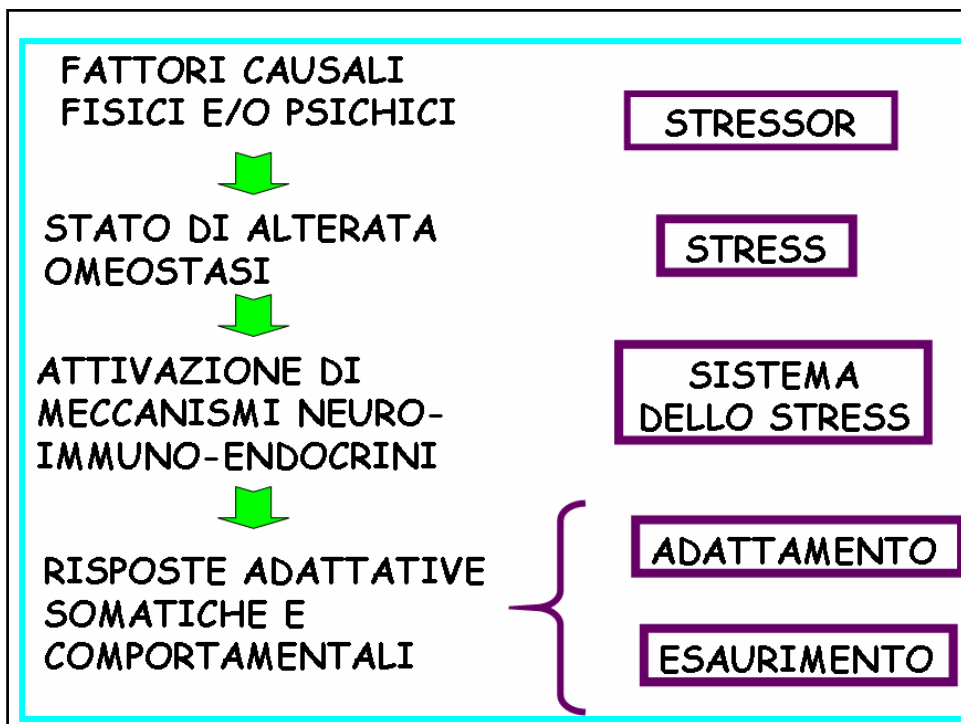 FATTORI CAUSALI
FISICI E/O PSICHICI
STRESSOR
STATO DI ALTERATA
OMEOSTASI
STRESS
ATTIVAZIONE DI
MECCANISMI NEURO-
IMMUNO-ENDOCRINI
SISTEMA
DELLO STRESS
RISPOSTE ADATTATIVE
SOMATICHE E
COMPORTAMENTALI
ADATTAMENTO
ESAURIMENTO